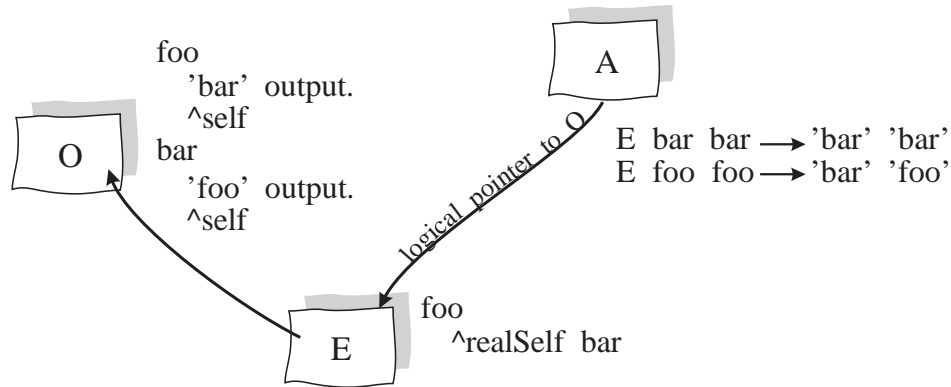 foo
’bar’ output.
^self
bar
’foo’ output.
^self
O
A
E bar bar → ’bar’ ’bar’
E foo foo → ’bar’ ’foo’
logical pointer to O
foo
^realSelf bar
E